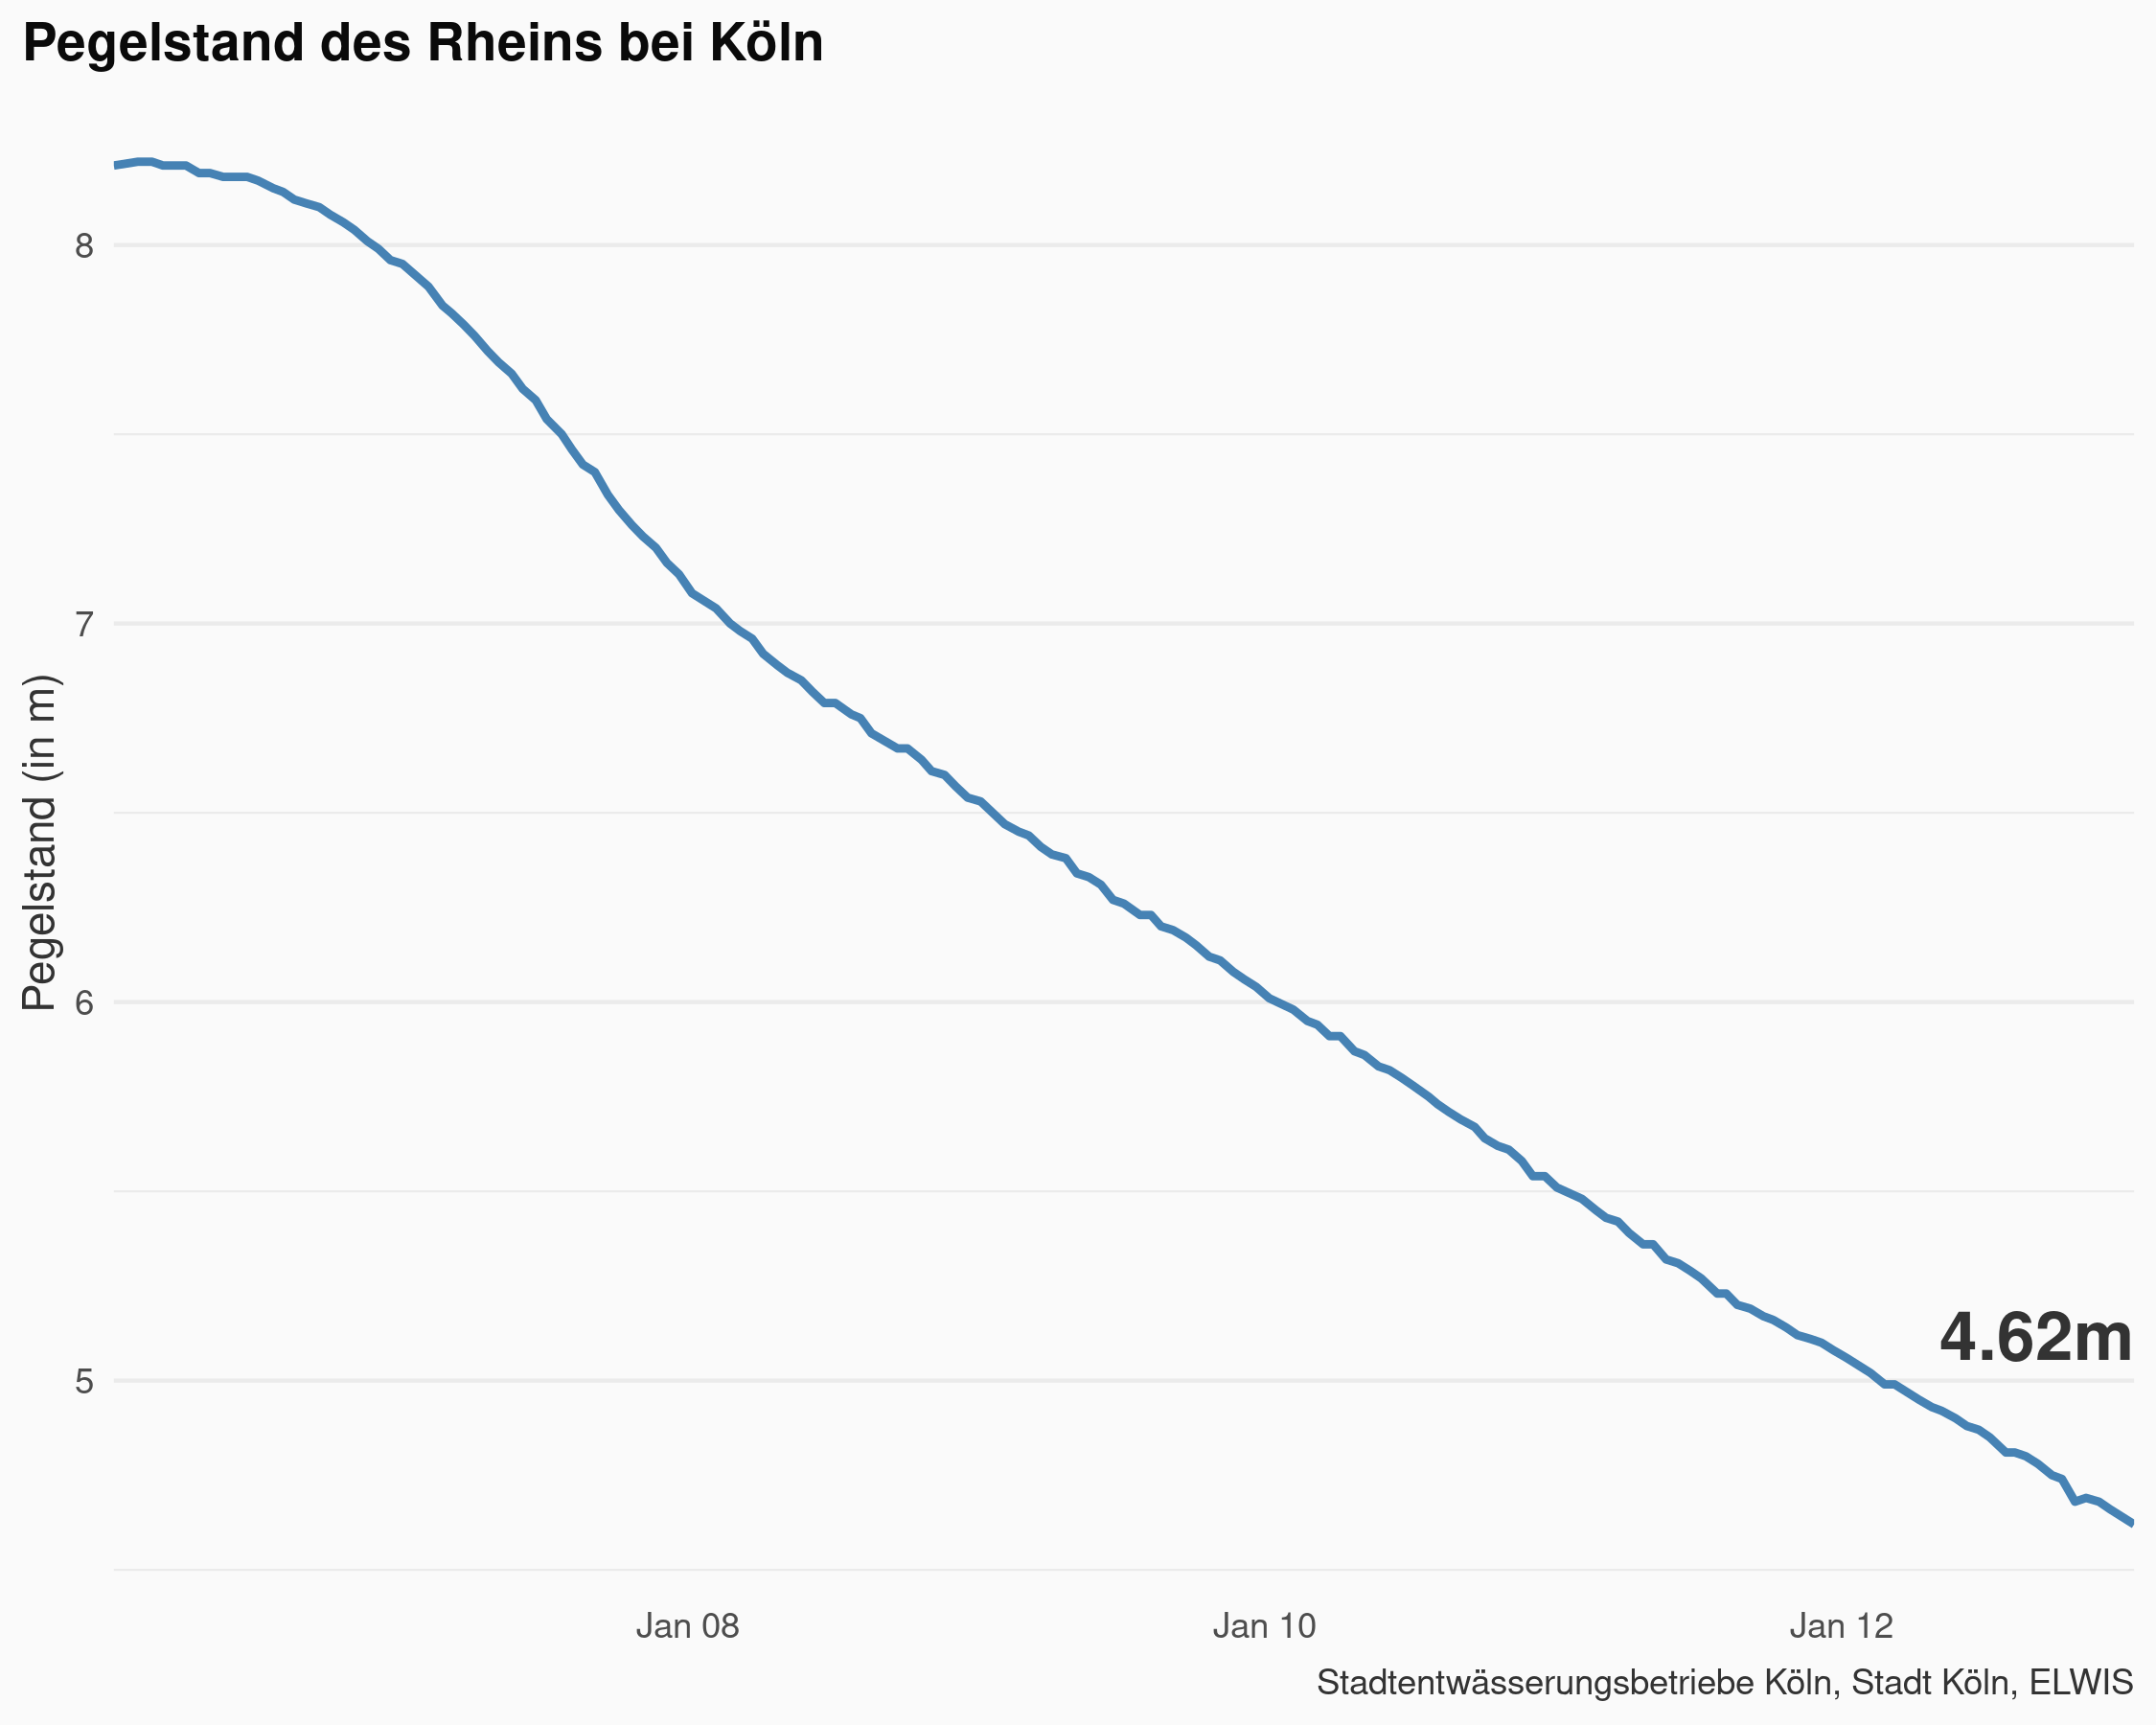 Pegelstand des Rheins bei Köln
Pegelstand (in m)
8
7
6
5
4.62m
Jan 08
Jan 10
Jan 12
Stadtentwässerungsbetriebe Köln, Stadt Köln, ELWIS